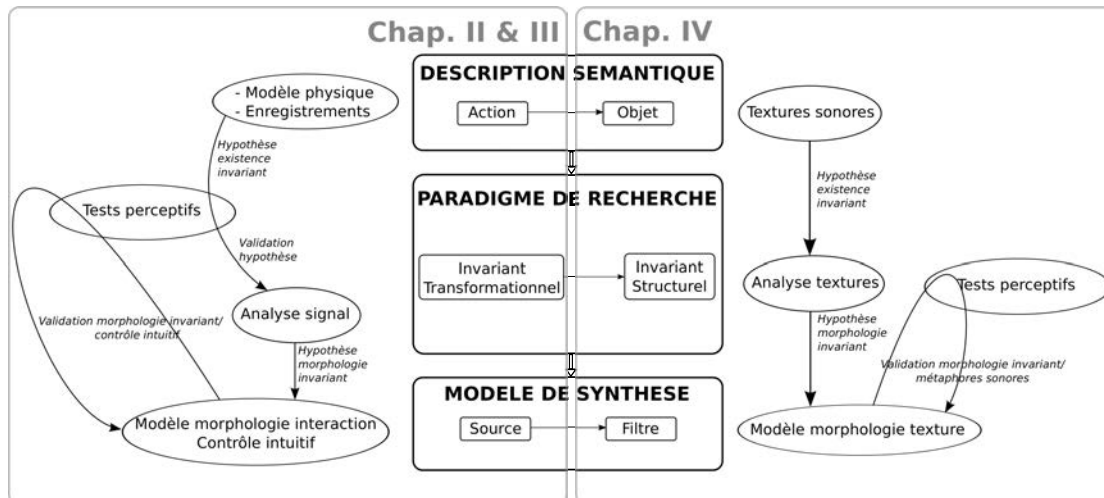 Chap. II & III
Chap. IV
DESCRIPTION SEMANTIQUE
Action
Objet
PARADIGME DE RECHERCHE
Invariant
Transformationnel
Invariant
Structurel
MODELE DE SYNTHESE
Source
Filtre
- Modèle physique
- Enregistrements
Hypothèse
existence
invariant
Tests perceptifs
Validation
hypothèse
Analyse signal
Validation morphologie invariant/
contrôle intuitif
Hypothèse
morphologie
invariant
Modèle morphologie interaction
Contrôle intuitif
Textures sonores
Hypothèse
existence
invariant
Analyse textures
Tests perceptifs
Hypothèse
morphologie
invariant
Validation morphologie invariant/
métaphores sonores
Modèle morphologie texture